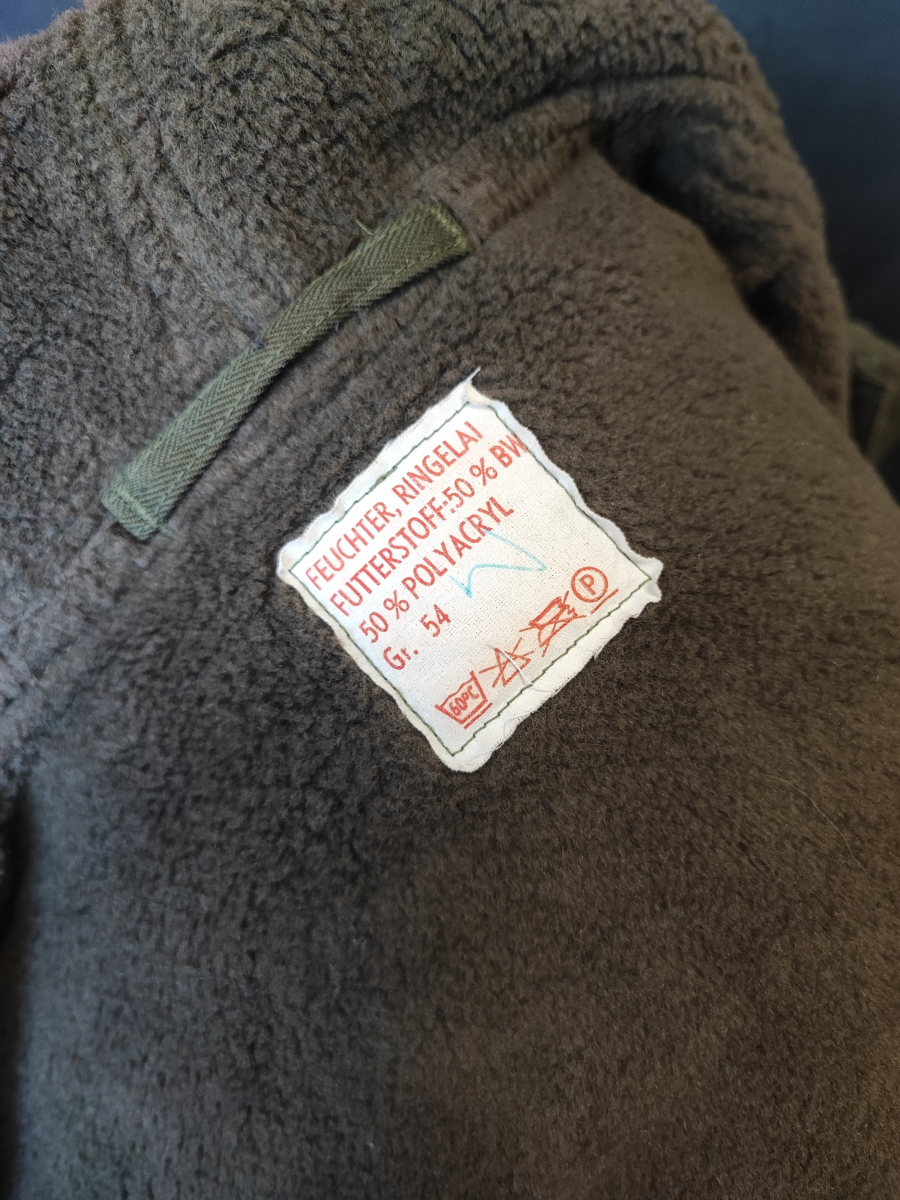 FEUCHTER, RINGELAI
FUTTERSTOFF:50 % BW
50 % POLYACRYL
Gr. 54
60°C P